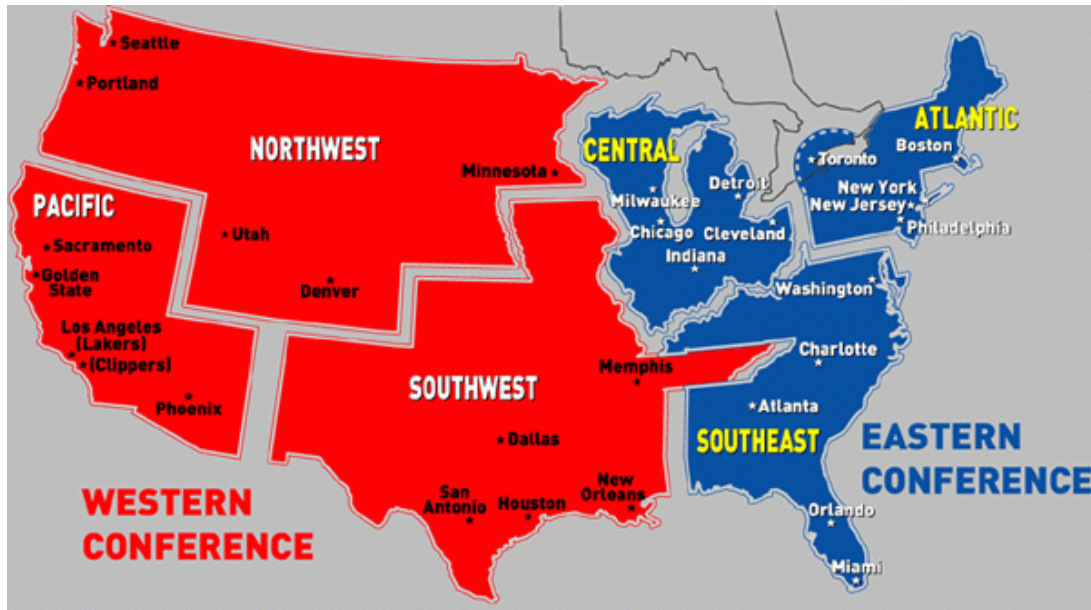 Seattle
Portland
NORTHWEST
Minnesota
PACIFIC
Sacramento
Golden
State
Utah
Denver
Los Angeles
(Lakers)
(Clippers)
Phoenix
SOUTHWEST
Memphis
Dallas
San
Antonio
Houston
New
Orleans
WESTERN
CONFERENCE
CENTRAL
Milwaukee
Chicago
Detroit
Cleveland
Indiana
ATLANTIC
Boston
Toronto
New York
New Jersey
Philadelphia
Washington
Charlotte
Atlanta
SOUTHEAST
Orlando
Miami
EASTERN
CONFERENCE